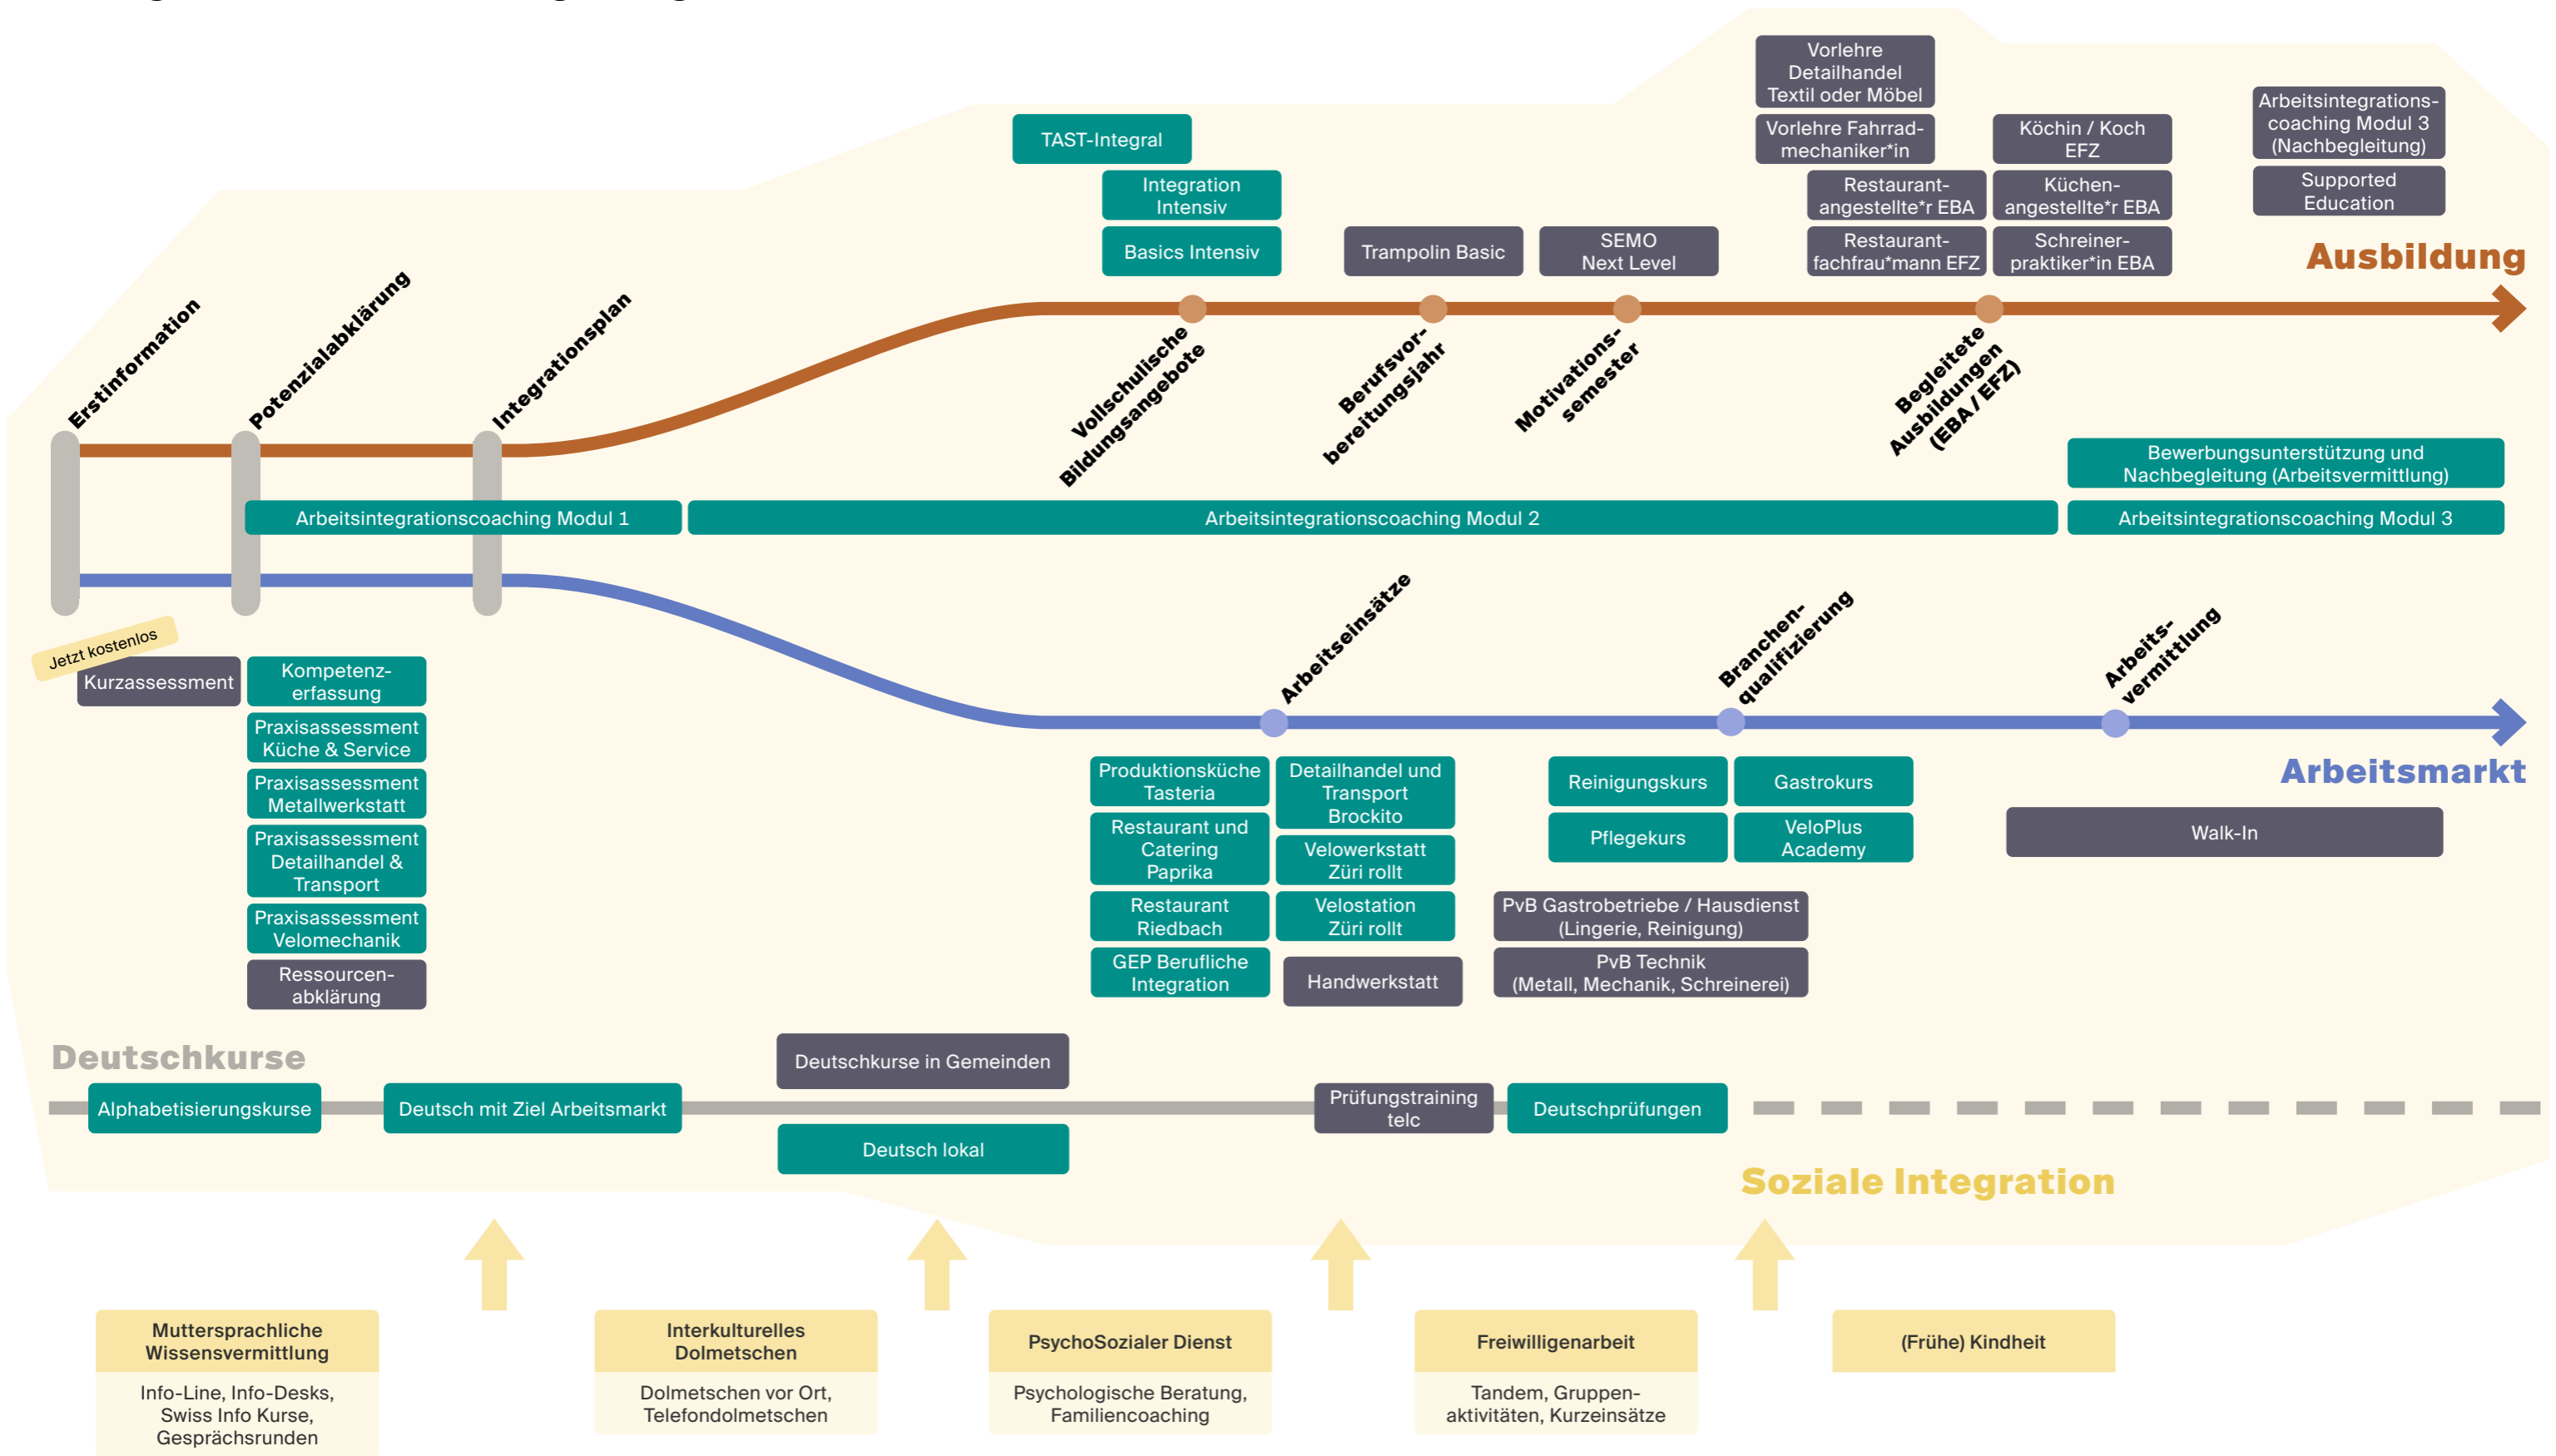 Vorlehre
Detailhandel
Textil oder Möbel
Vorlehre Fahrrad-
mechaniker*in
Köchin / Koch
EFZ
Arbeitsintegrations-
coaching Modul 3
(Nachbegleitung)
TAST-Integral
Integration
Intensiv
Restaurant-
angestellte*r EBA
Küchen-
angestellte*r EBA
Supported
Education
Basics Intensiv
Trampolin Basic
SEMO
Next Level
Restaurant-
fachfrau*mann EFZ
Schreiner-
praktiker*in EBA
Ausbildung
Erstinformation
Potenzialabklärung
Integrationsplan
Vollschulische
Bildungsangebote
Berufsvor-
bereitungsjahr
Motivations-
semester
Begleitete
Ausbildungen
(EBA / EFZ)
Bewerbungsunterstützung und
Nachbegleitung (Arbeitsvermittlung)
Arbeitsintegrationscoaching Modul 1
Arbeitsintegrationscoaching Modul 2
Arbeitsintegrationscoaching Modul 3
Arbeitseinsätze
Branchen-
qualifizierung
Arbeits-
vermittlung
Arbeitsmarkt
Jetzt kostenlos
Kurzassessment
Kompetenz-
erfassung
Praxisassessment
Küche & Service
Praxisassessment
Metallwerkstatt
Praxisassessment
Detailhandel &
Transport
Praxisassessment
Velomechanik
Ressourcen-
abklärung
Produktionsküche
Tasteria
Restaurant und
Catering
Paprika
Restaurant
Riedbach
GEP Berufliche
Integration
Detailhandel und
Transport
Brockito
Velowerkstatt
Züri rollt
Velostation
Züri rollt
Handwerkstatt
Reinigungskurs
Gastrokurs
Pflegekurs
VeloPlus
Academy
PvB Gastrobetriebe / Hausdienst
(Lingerie, Reinigung)
PvB Technik
(Metall, Mechanik, Schreinerei)
Walk-In
Deutschkurse
Alphabetisierungskurse
Deutsch mit Ziel Arbeitsmarkt
Deutschkurse in Gemeinden
Deutsch lokal
Prüfungstraining
telc
Deutschprüfungen
Soziale Integration
Muttersprachliche
Wissensvermittlung
Info-Line, Info-Desks,
Swiss Info Kurse,
Gesprächsrunden
Interkulturelles
Dolmetschen
Dolmetschen vor Ort,
Telefondolmetschen
PsychoSozialer Dienst
Psychologische Beratung,
Familiencoaching
Freiwilligenarbeit
Tandem, Gruppen-
aktivitäten, Kurzeinsätze
(Frühe) Kindheit